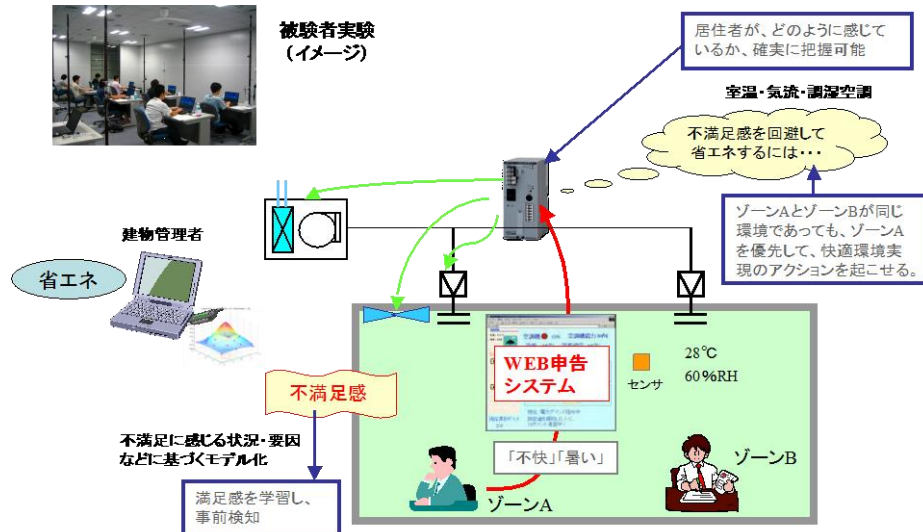 被験者実験
（イメージ）
居住者が、どのように感じて
いるか、確実に把握可能
室温・気流・調湿空調
不満足感を回避して
省エネするには・・・
ゾーンAとゾーンBが同じ
環境であっても、ゾーンA
を優先して、快適環境実
現のアクションを起こせる。
建物管理者
省エネ
WEB申告
システム
センサ
28℃
60%RH
不満足感
不満足に感じる状況・要因
などに基づくモデル化
「不快」「暑い」
ゾーンA
ゾーンB
満足感を学習し、
事前検知